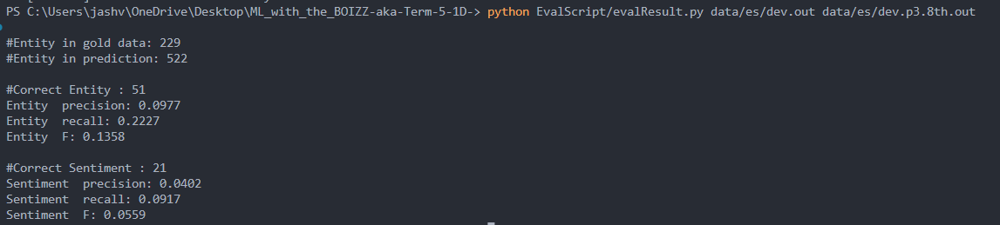 PS C:\Users\jashv\OneDrive\Desktop\ML_with_the_BOIZZ-aka-Term-5-1D-> python EvalScript/evalResult.py data/es/dev.out data/es/dev.p3.8th.out
#Entity in gold data: 229
#Entity in prediction: 522
#Correct Entity : 51
Entity  precision: 0.0977
Entity  recall: 0.2227
Entity  F: 0.1358
#Correct Sentiment : 21
Sentiment  precision: 0.0402
Sentiment  recall: 0.0917
Sentiment  F: 0.0559